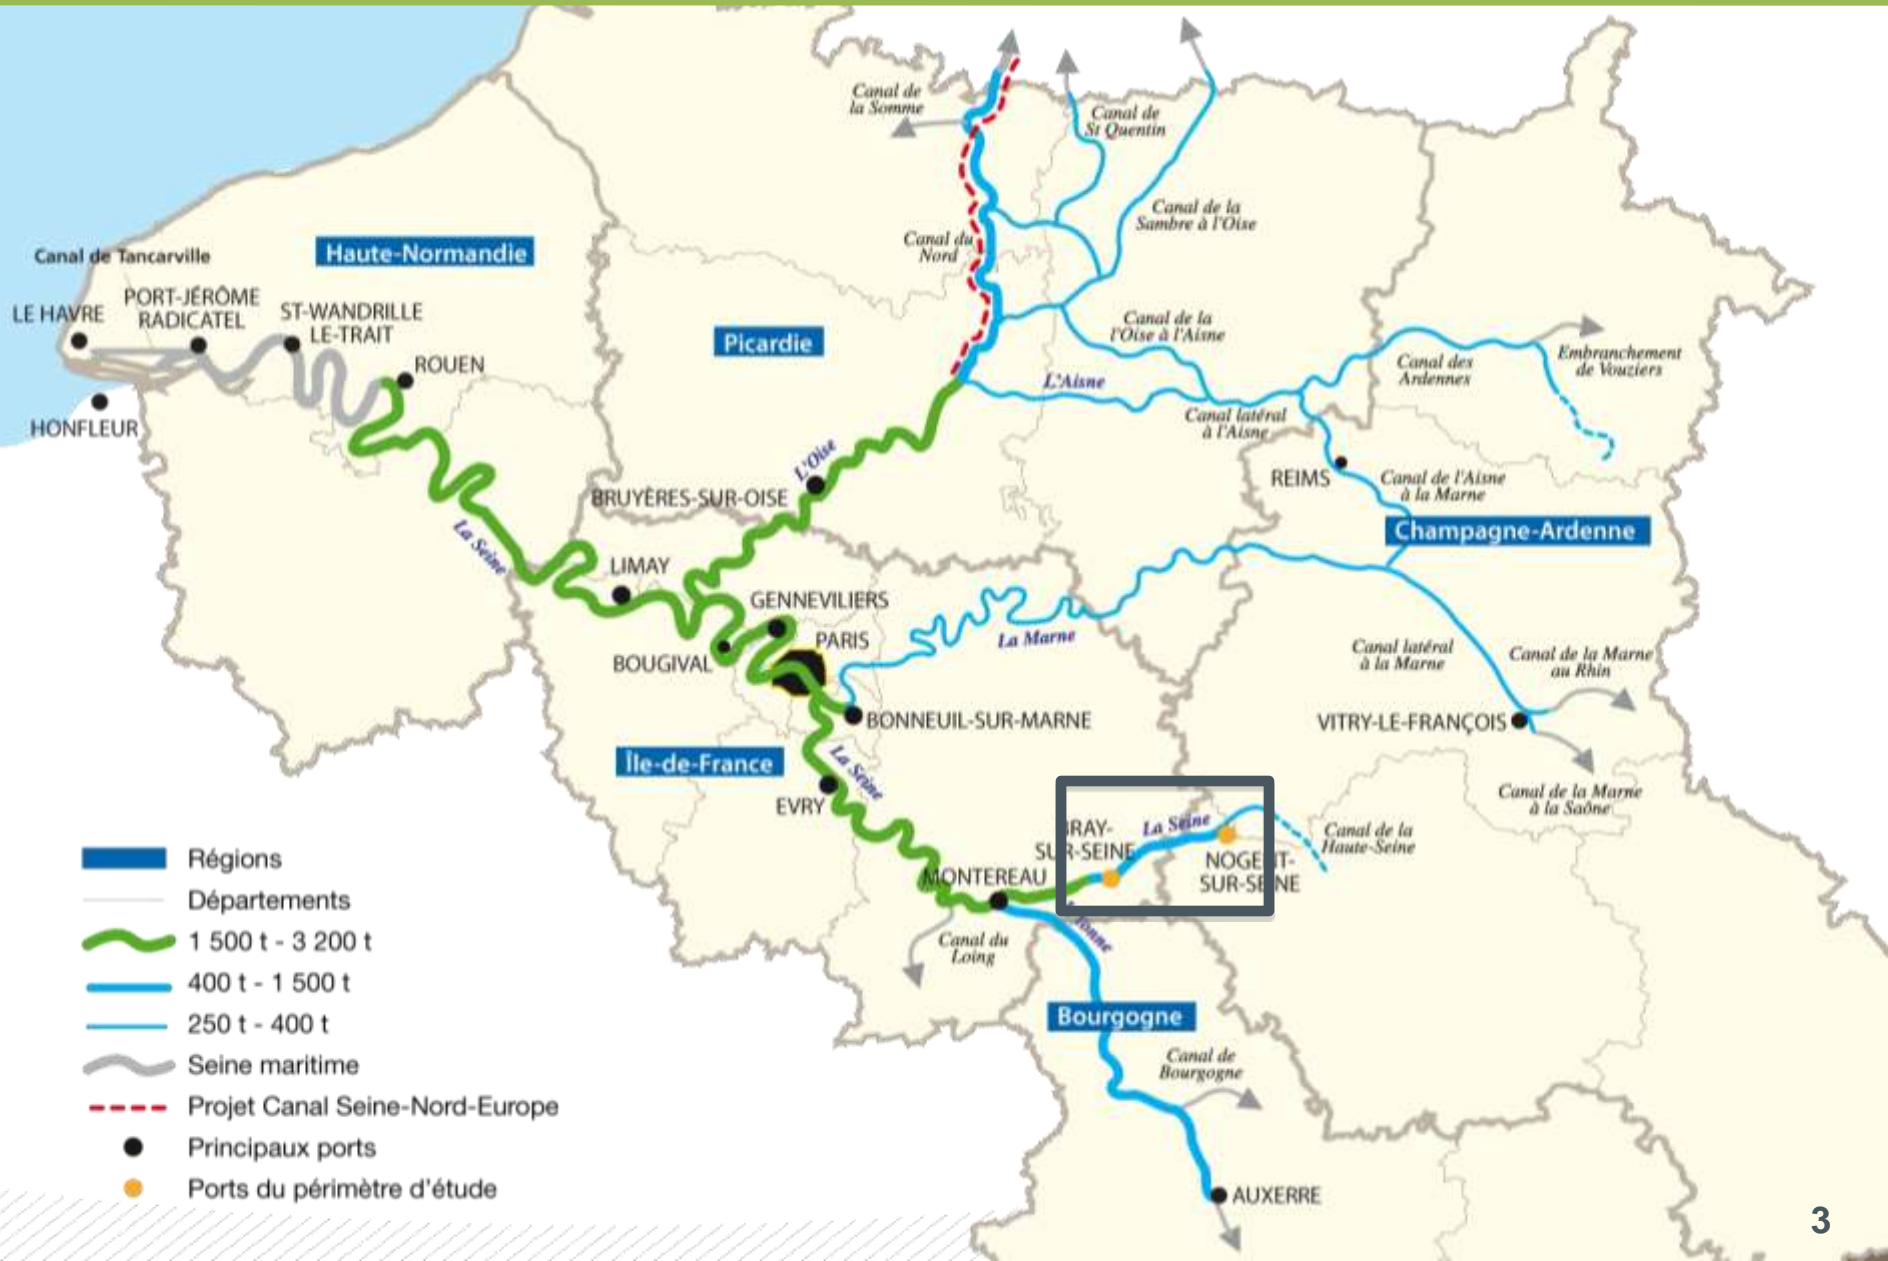 Canal de
la Somme
Canal de
St Quentin
Canal de la
Sambre à l'Oise
Canal du
Nord
Haute-Normandie
Canal de Tancarville
LE HAVRE
PORT-JÉRÔME
RADICATEL
ST-WANDRILLE
LE-TRAIT
ROUEN
HONFLEUR
Picardie
Canal de la
l'Oise à l'Aisne
L'Aisne
Canal des
Ardennes
Embranchement
de Vouziers
Canal latéral
à l'Aisne
REIMS
Canal de l'Aisne
à la Marne
Champagne-Ardenne
L'Oise
BRUYÈRES-SUR-OISE
La Seine
LIMAY
GENNEVILIERS
PARIS
BOUGIVAL
La Marne
BONNEUIL-SUR-MARNE
Canal latéral
à la Marne
Canal de la Marne
au Rhin
VITRY-LE-FRANÇOIS
Canal de la Marne
à la Saône
Île-de-France
La Seine
EVRY
BRAY-
SUR-SEINE
La Seine
NOGENT-
SUR-SEINE
Canal de la
Haute-Seine
MONTEREAU
Canal du
Loing
L'Yonne
Bourgogne
Canal de
Bourgogne
AUXERRE
Régions
Départements
1 500 t - 3 200 t
400 t - 1 500 t
250 t - 400 t
Seine maritime
Projet Canal Seine-Nord-Europe
Principaux ports
Ports du périmètre d'étude
3